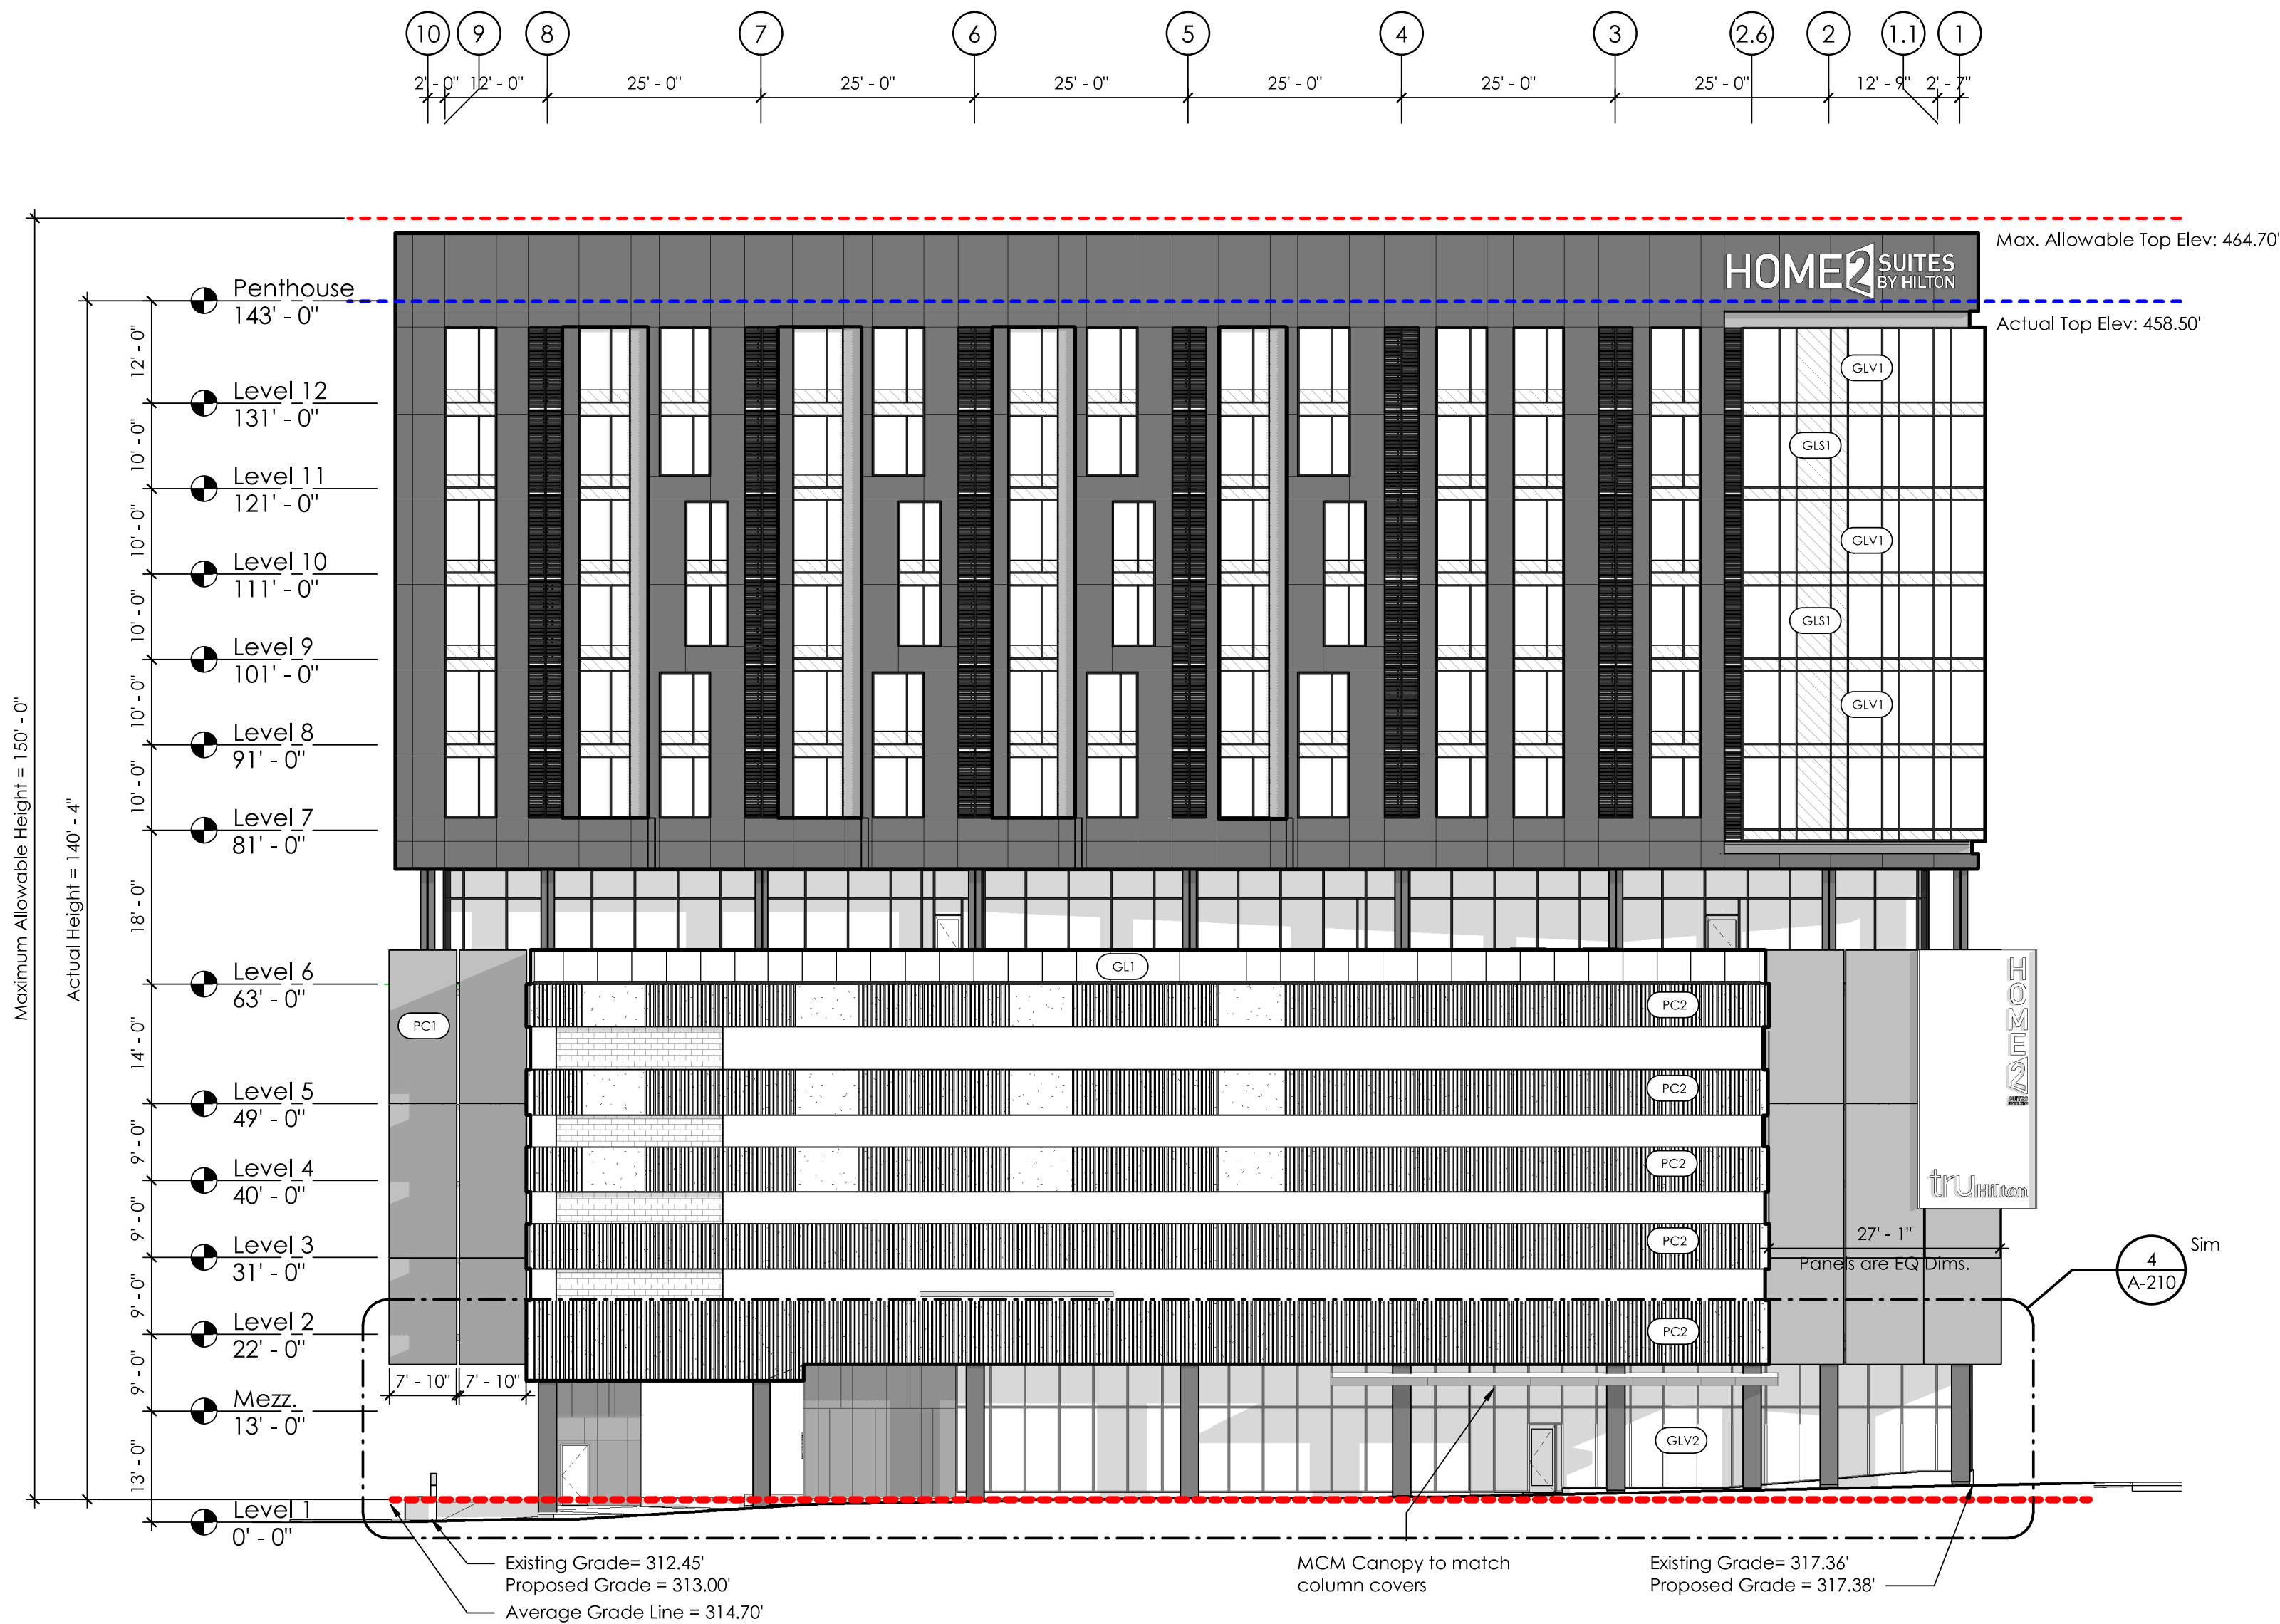 10 9 8 7 6 5 4 3 2.6 2 1.1 1
2' - 0" 12' - 0" 25' - 0" 25' - 0" 25' - 0" 25' - 0" 25' - 0" 25' - 0" 12' - 9" 2' - 7"
Max. Allowable Top Elev: 464.70'
HOME2 SUITES
BY HILTON
Actual Top Elev: 458.50'
Penthouse
143' - 0"
12' - 0"
Level 12
131' - 0"
10' - 0"
Level 11
121' - 0"
10' - 0"
Level 10
111' - 0"
10' - 0"
Level 9
101' - 0"
10' - 0"
Level 8
91' - 0"
10' - 0"
Level 7
81' - 0"
18' - 0"
Level 6
63' - 0"
14' - 0"
Level 5
49' - 0"
9' - 0"
Level 4
40' - 0"
9' - 0"
Level 3
31' - 0"
9' - 0"
Level 2
22' - 0"
9' - 0"
Mezz.
13' - 0"
13' - 0"
Level 1
0' - 0"
Maximum Allowable Height = 150' - 0"
Actual Height = 140' - 4"
GLV1
GLS1
GLV1
GLS1
GLV1
GL1
PC1
PC2
PC2
PC2
PC2
PC2
HOME2
tru Hilton
27' - 1"
Panels are EQ Dims.
4
A-210
Sim
7' - 10" 7' - 10"
GLV2
Existing Grade= 312.45'
Proposed Grade = 313.00'
Average Grade Line = 314.70'
MCM Canopy to match
column covers
Existing Grade= 317.36'
Proposed Grade = 317.38'